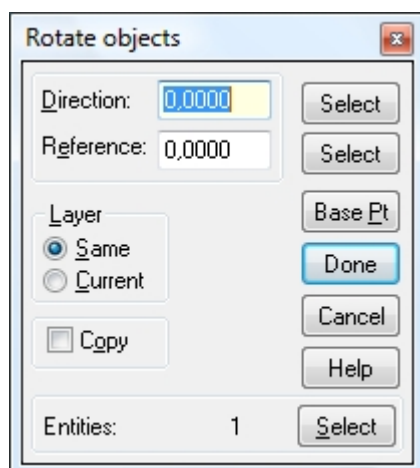 Rotate objects
Direction: 0,0000 Select
Reference: 0,0000 Select
Layer
Same
Current
Copy
Base Pt
Done
Cancel
Help
Entities: 1 Select